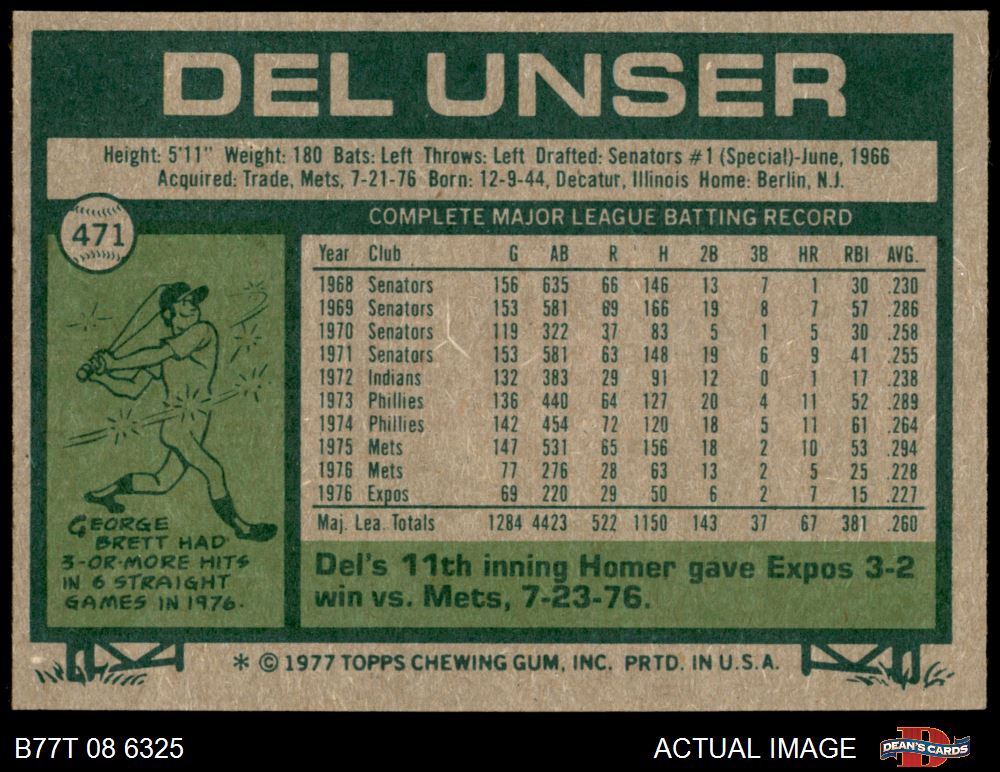 DEL UNSER
Height: 5'11" Weight: 180 Bats: Left Throws: Left Drafted: Senators #1 (Special)-June, 1966
Acquired: Trade, Mets, 7-21-76 Born: 12-9-44, Decatur, Illinois Home: Berlin, N.J.
471
COMPLETE MAJOR LEAGUE BATTING RECORD
Year Club G AB R H 2B 3B HR RBI AVG.
1968 Senators 156 635 66 146 13 7 1 30 .230
1969 Senators 153 581 69 166 19 8 7 57 .286
1970 Senators 119 322 37 83 5 1 5 30 .258
1971 Senators 153 581 63 148 19 6 9 41 .255
1972 Indians 132 383 29 91 12 0 1 17 .238
1973 Phillies 136 440 64 127 20 4 11 52 .289
1974 Phillies 142 454 72 120 18 5 11 61 .264
1975 Mets 147 531 65 156 18 2 10 53 .294
1976 Mets 77 276 28 63 13 2 5 25 .228
1976 Expos 69 220 29 50 6 2 7 15 .227
Maj. Lea. Totals 1284 4423 522 1150 143 37 67 381 .260
GEORGE
BRETT HAD
3-OR-MORE HITS
IN 6 STRAIGHT
GAMES IN 1976.
Del's 11th inning Homer gave Expos 3-2
win vs. Mets, 7-23-76.
* © 1977 TOPPS CHEWING GUM, INC. PRTD. IN U.S.A.
B77T 08 6325
ACTUAL IMAGE
DEAN'S CARDS